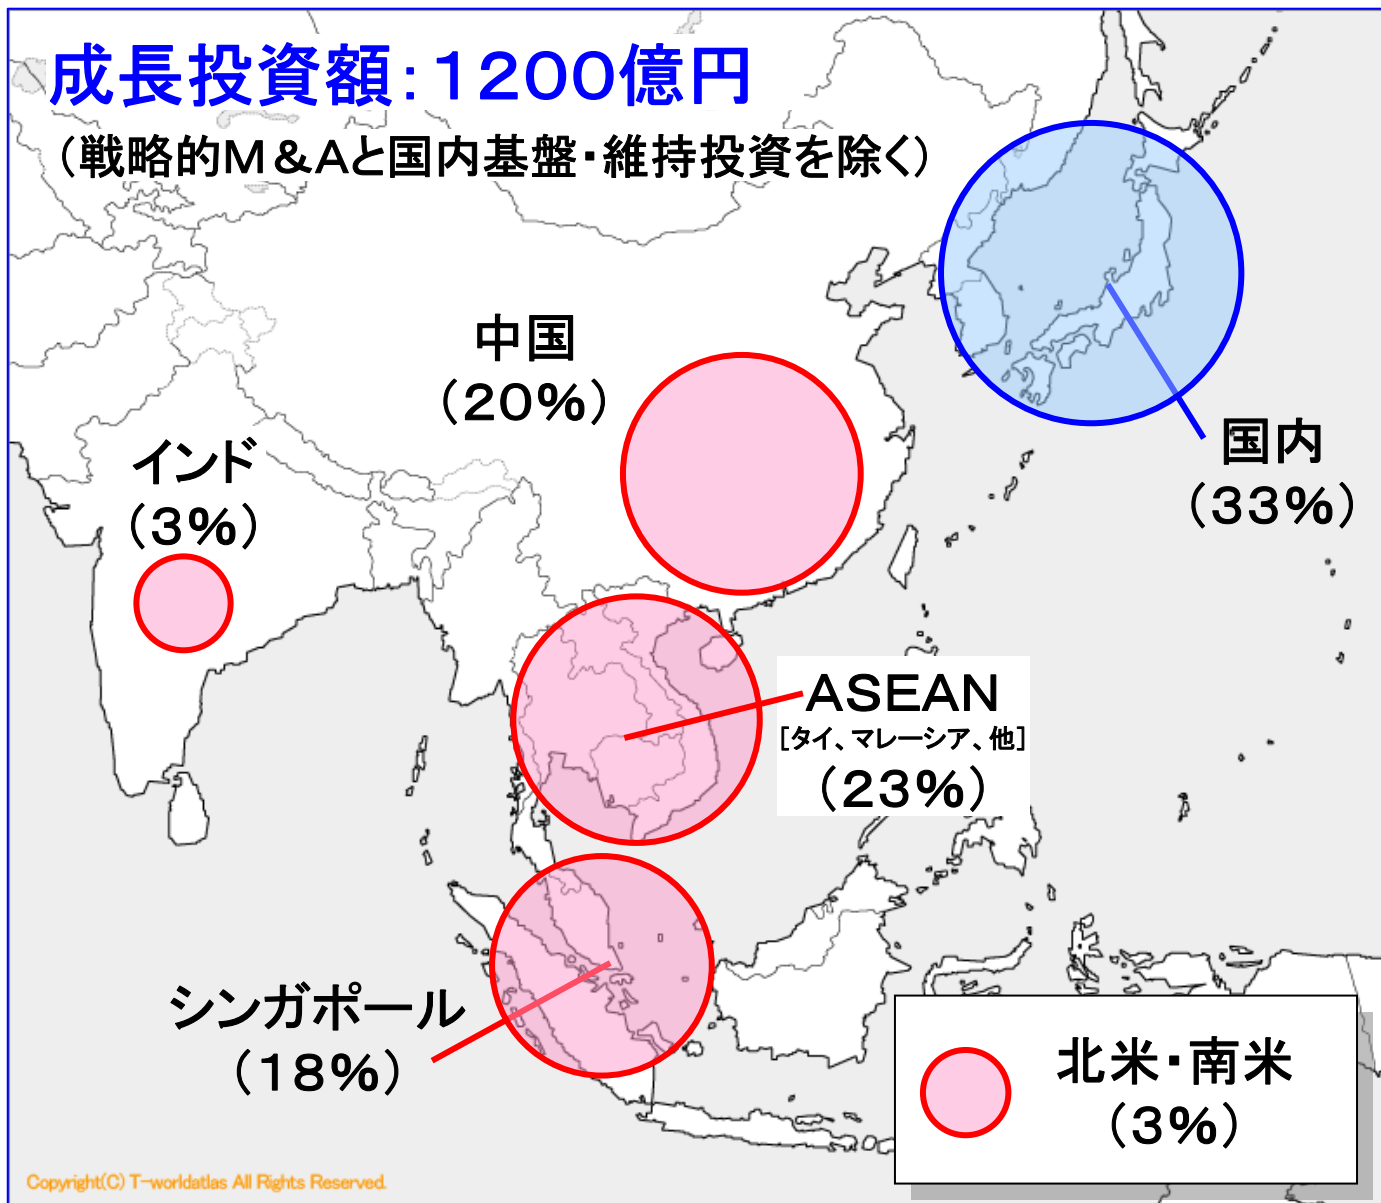 成長投資額：１２００億円
（戦略的Ｍ＆Ａと国内基盤・維持投資を除く）
中国
（２０％）
インド
（３％）
国内
（３３％）
ＡＳＥＡＮ
［タイ、マレーシア、他］
（２３％）
シンガポール
（１８％）
北米・南米
（３％）
Copyright(C) T-worldatlas All Rights Reserved.